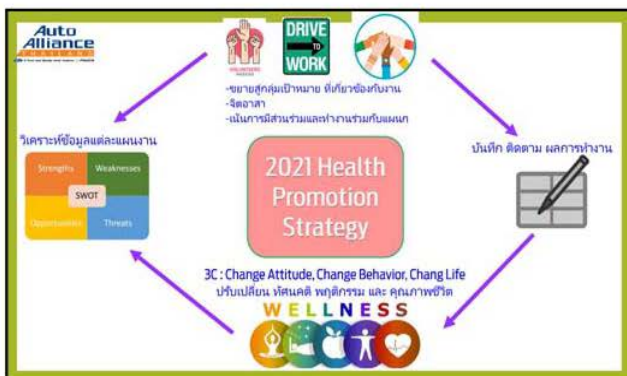 Auto
Alliance
THAILAND
VOLUNTEERS
DRIVE
TO
WORK
-ขยายสู่กลุ่มเป้าหมาย ที่เกี่ยวข้องกับงาน
-จิตอาสา
-เน้นการมีส่วนร่วมและทำงานร่วมกับแผนก
วิเคราะห์ข้อมูลแต่ละแผนงาน
Strengths
Weaknesses
SWOT
Opportunities
Threats
2021 Health
Promotion
Strategy
บันทึก ติดตาม ผลการทำงาน
3C : Change Attitude, Change Behavior, Chang Life
ปรับเปลี่ยน ทัศนคติ พฤติกรรม และ คุณภาพชีวิต
WELLNESS